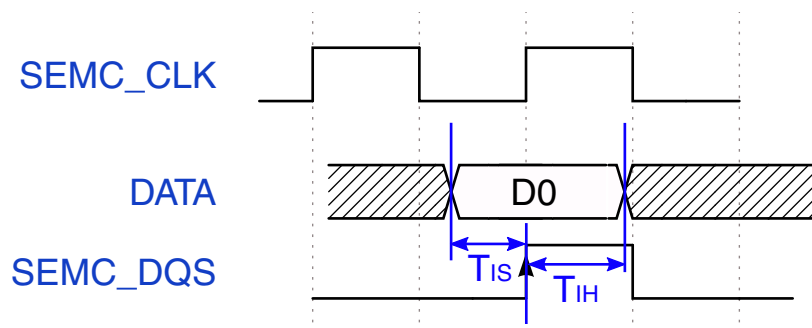 SEMC_CLK
DATA
D0
SEMC_DQS
TIS
TIH